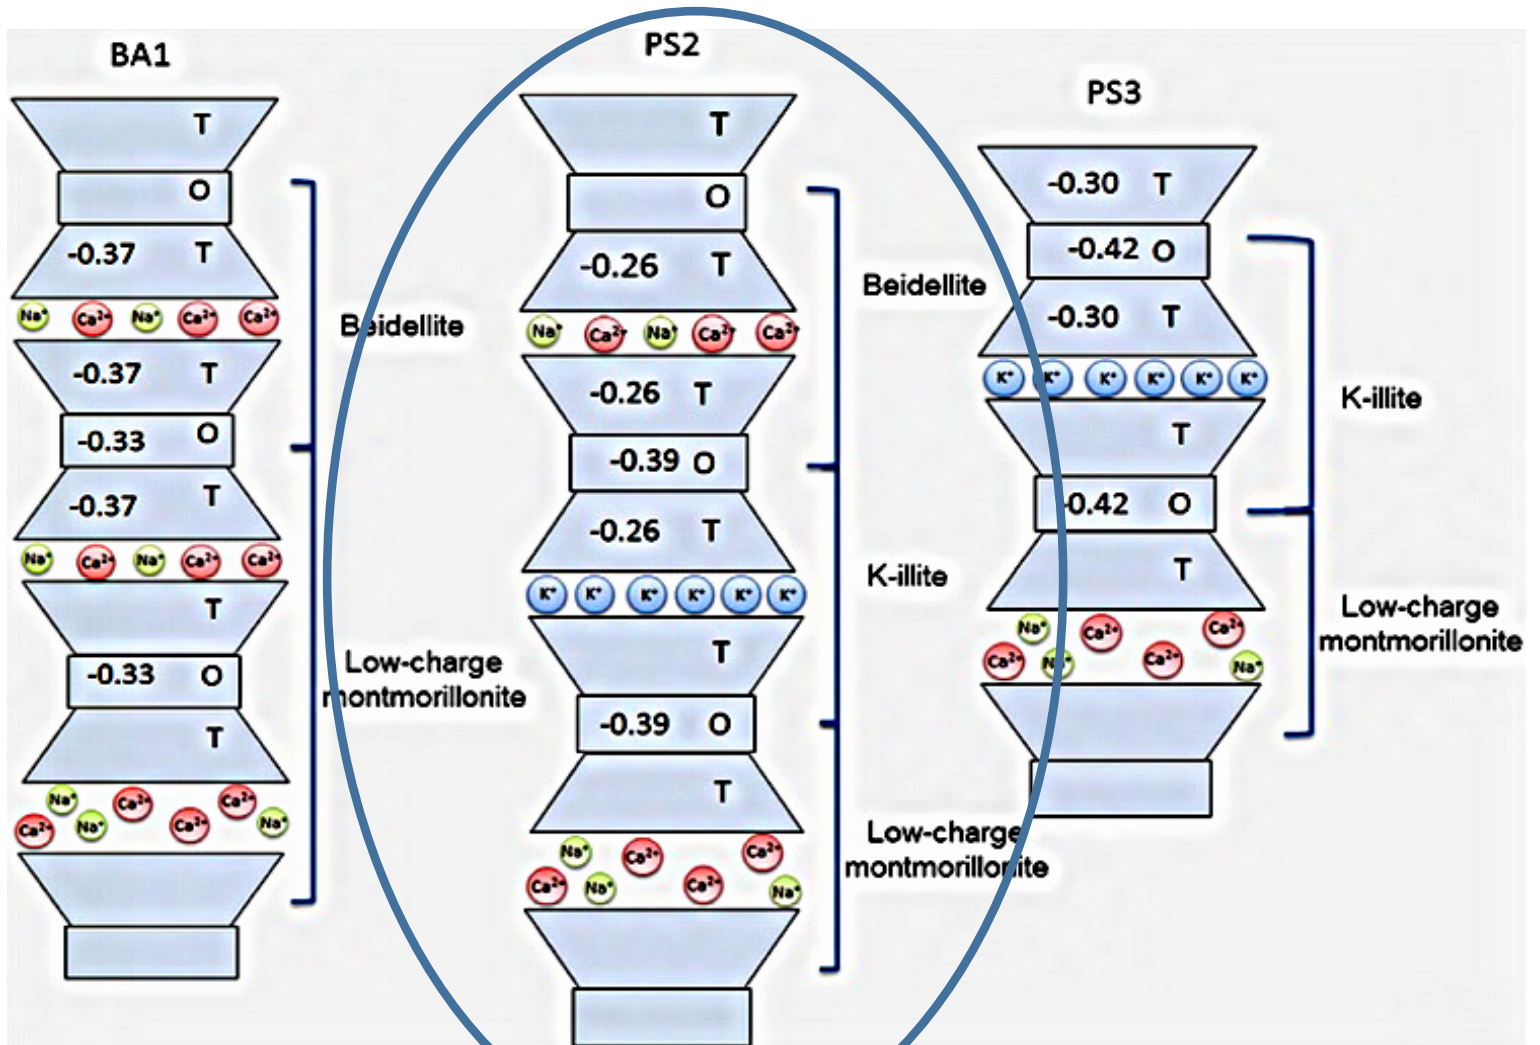 BA1
T
O
-0.37 T
Na⁺ Ca²⁺ Na⁺ Ca²⁺ Ca²⁺
-0.37 T
-0.33 O
-0.37 T
Na⁺ Ca²⁺ Na⁺ Ca²⁺ Ca²⁺
T
-0.33 O
T
Na⁺ Ca²⁺ Ca²⁺
Ca²⁺ Na⁺ Ca²⁺ Na⁺
Beidellite
Low-charge
montmorillonite
PS2
T
O
-0.26 T
Na⁺ Ca²⁺ Na⁺ Ca²⁺ Ca²⁺
-0.26 T
-0.39 O
-0.26 T
K⁺ K⁺ K⁺ K⁺ K⁺ K⁺
T
-0.39 O
T
Na⁺ Ca²⁺ Ca²⁺
Ca²⁺ Na⁺ Ca²⁺ Na⁺
Beidellite
K-illite
Low-charge
montmorillonite
PS3
-0.30 T
-0.42 O
-0.30 T
K⁺ K⁺ K⁺ K⁺ K⁺ K⁺
T
-0.42 O
T
Na⁺ Ca²⁺ Ca²⁺
Ca²⁺ Na⁺ Ca²⁺ Na⁺
K-illite
Low-charge
montmorillonite